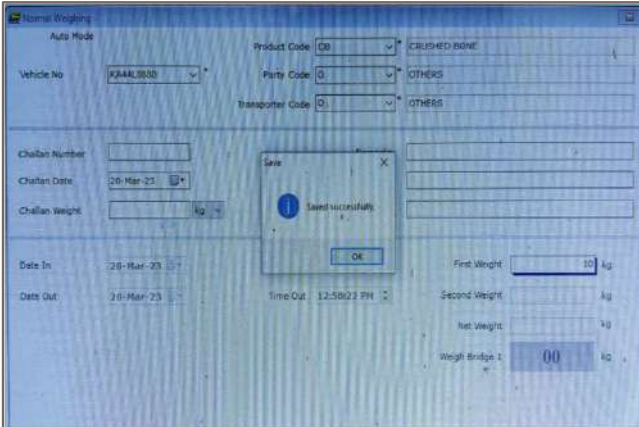 Normal Weighing
Auto Mode
Product Code CB * CRUSHED BONE
Vehicle No * Party Code 0 * OTHERS
Transporter Code 0 * OTHERS
Challan Number
Save X
Challan Date 20-Mar-23
Saved successfully.
Challan Weight kg
OK
Date In 20-Mar-23 First Weight 10 kg
Date Out 20-Mar-23 Time Out 12:50:23 PM Second Weight kg
Net Weight kg
Weigh Bridge 1 00 kg